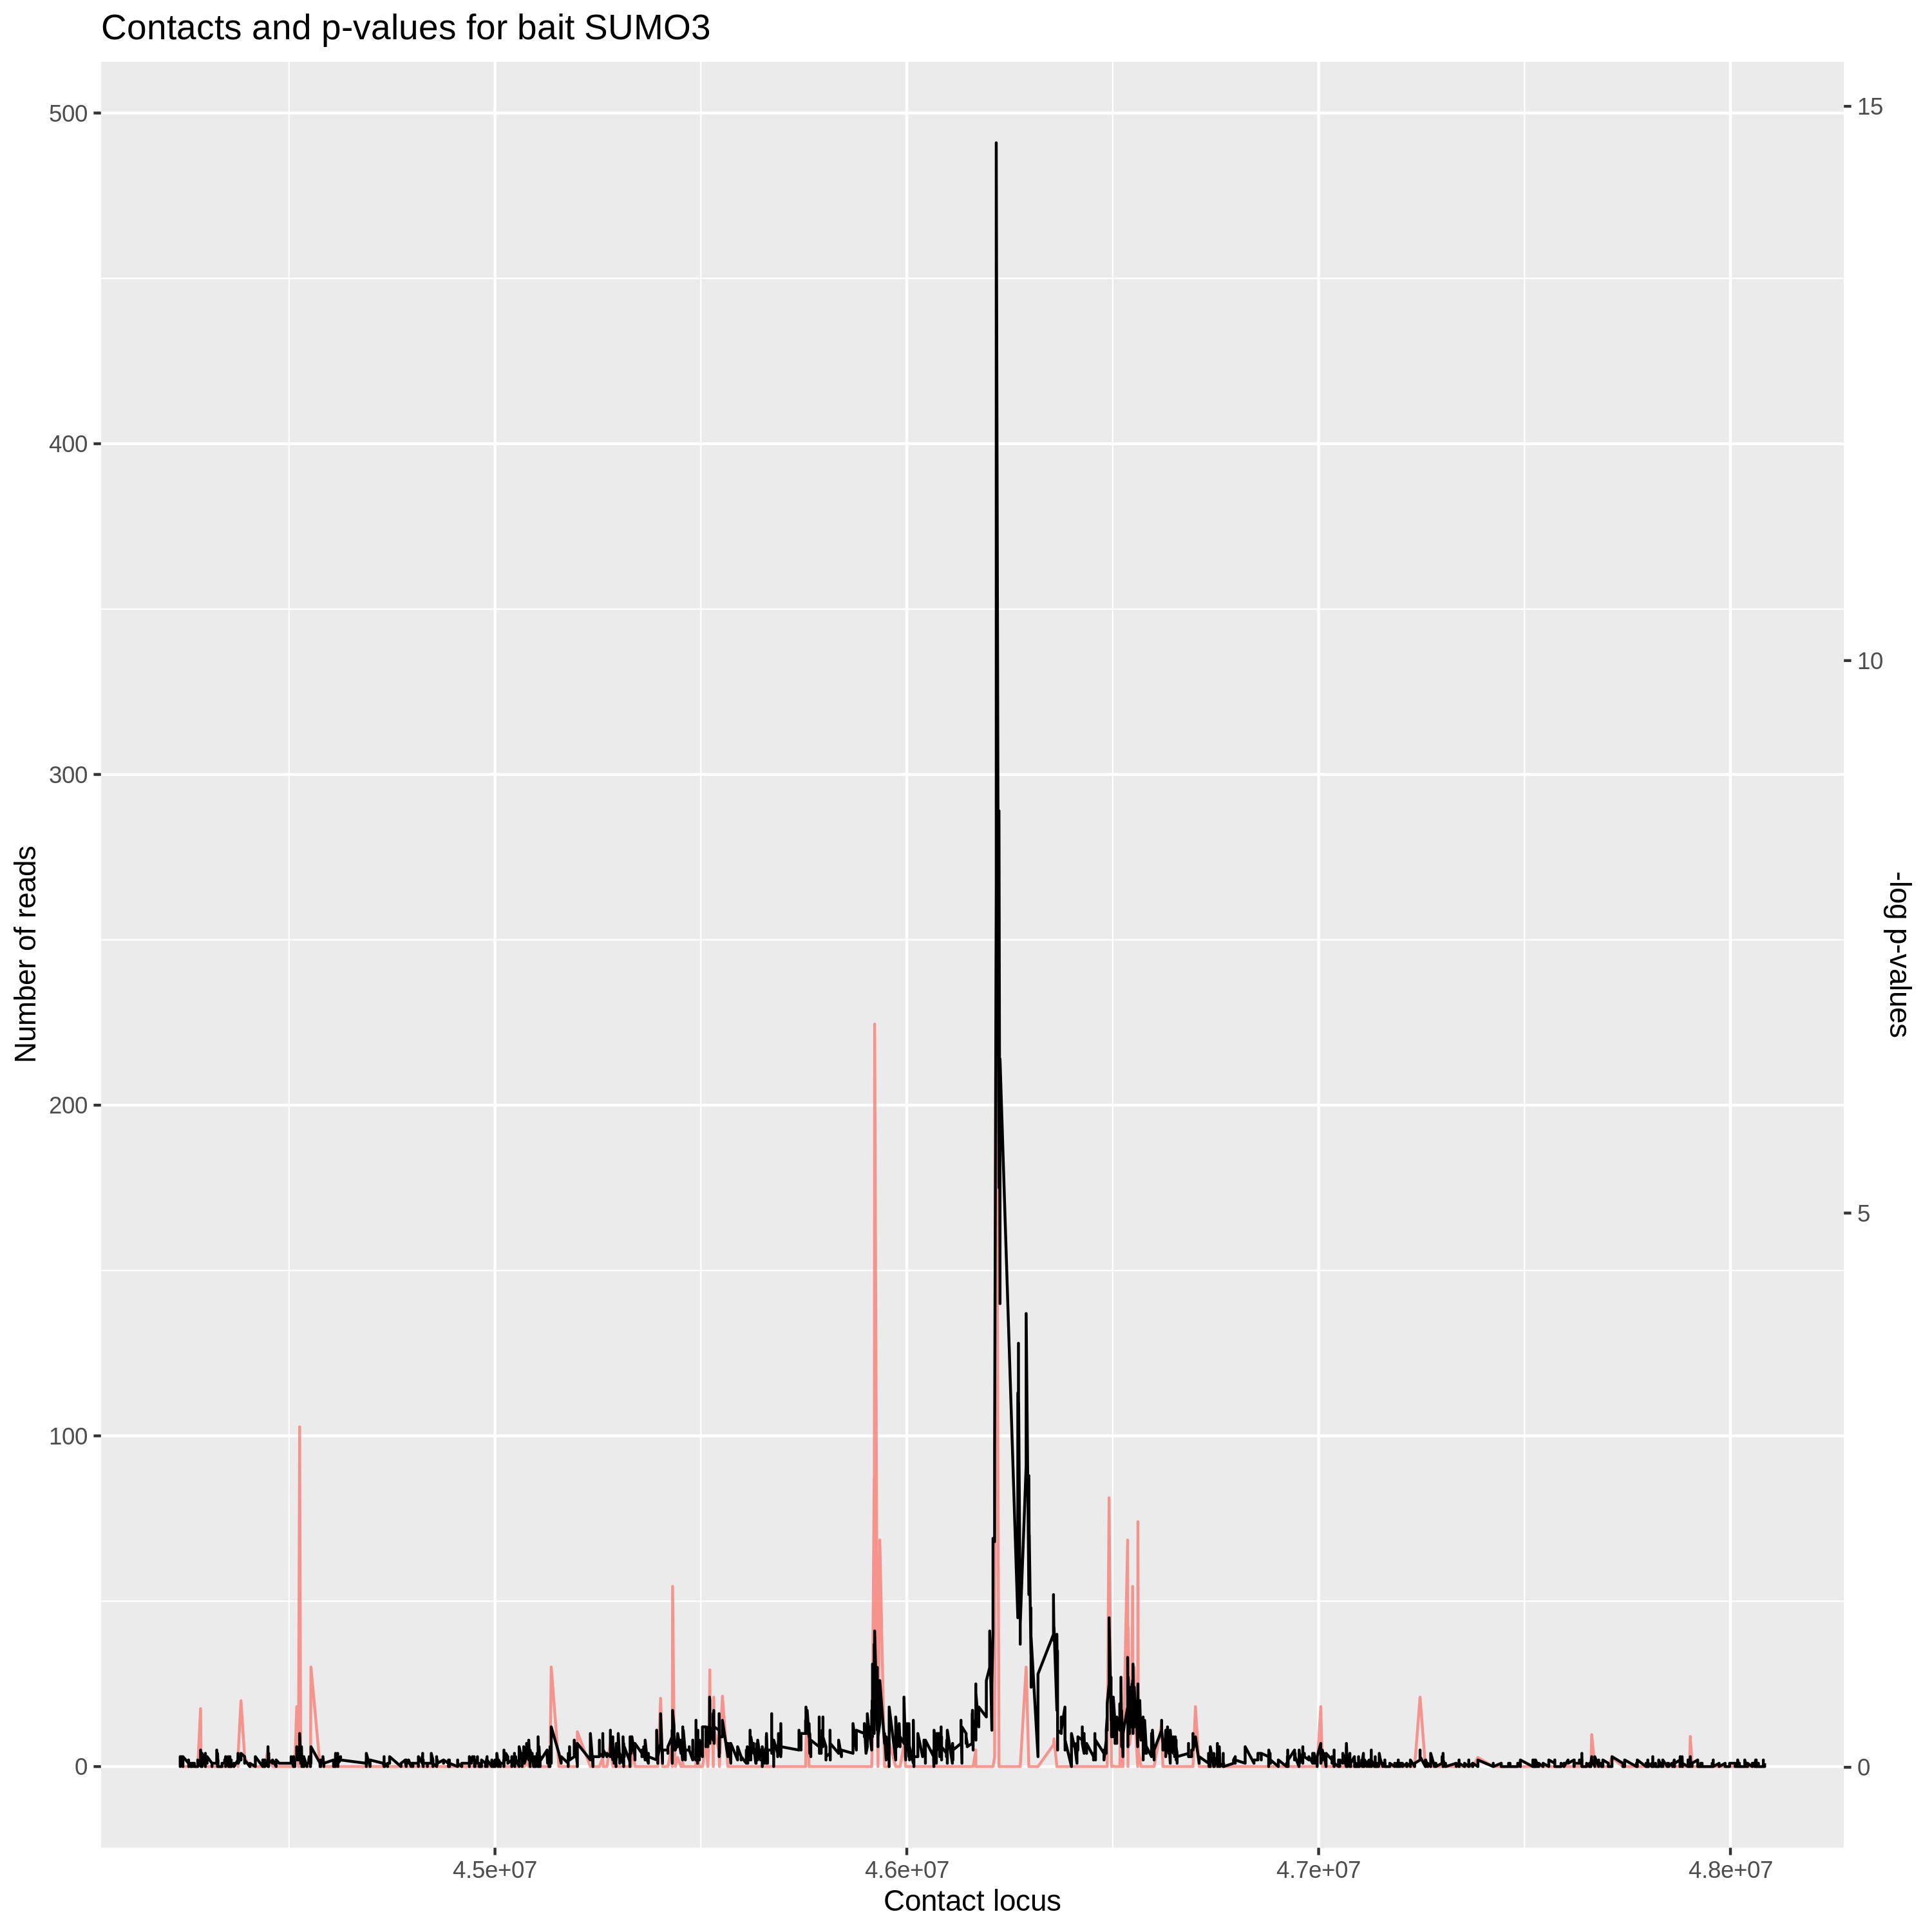 Contacts and p-values for bait SUMO3
500
400
300
200
100
0
Number of reads
15
10
5
0
-log p-values
4.5e+07
4.6e+07
4.7e+07
4.8e+07
Contact locus